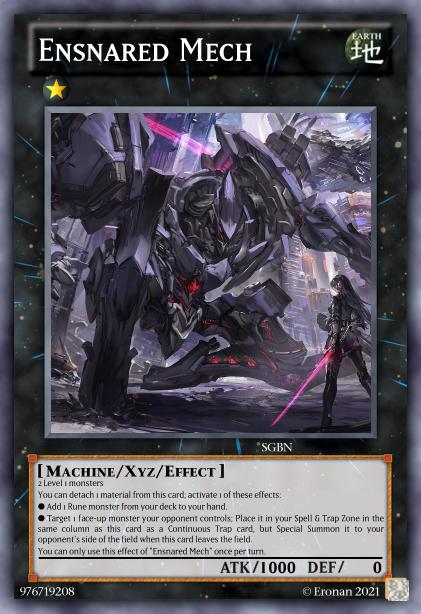 Ensnared Mech
EARTH
地
SGBN
[ Machine/Xyz/Effect ]
2 Level 1 monsters
You can detach 1 material from this card; activate 1 of these effects:
● Add 1 Rune monster from your deck to your hand.
● Target 1 face-up monster your opponent controls; Place it in your Spell & Trap Zone in the
same column as this card as a Continuous Trap card, but Special Summon it to your
opponent's side of the field when this card leaves the field.
You can only use this effect of "Ensnared Mech" once per turn.
ATK/1000 DEF/ 0
976719208
© Eronan 2021